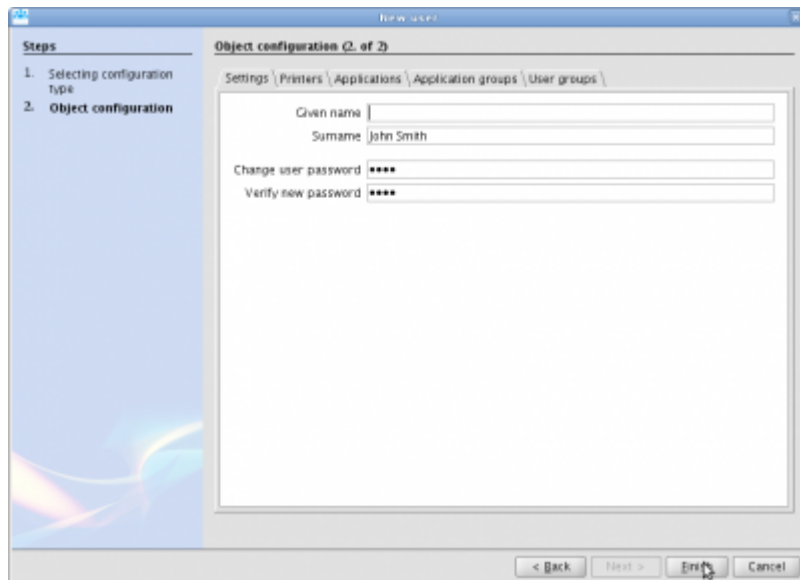 New user
Steps
1. Selecting configuration
type
2. Object configuration
Object configuration (2. of 2)
Settings Printers Applications Application groups User groups
Given name
Surname John Smith
Change user password ••••
Verify new password ••••
< Back Next > Finish Cancel